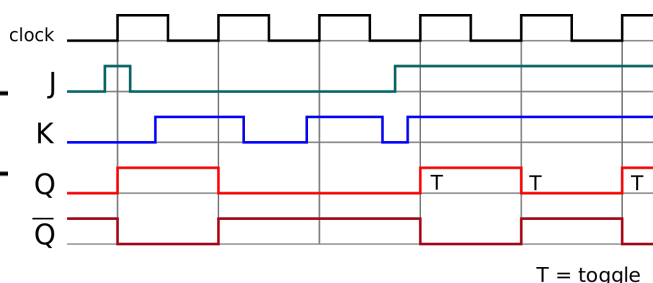 clock
J
K
Q T T T
Q̅
T = toggle